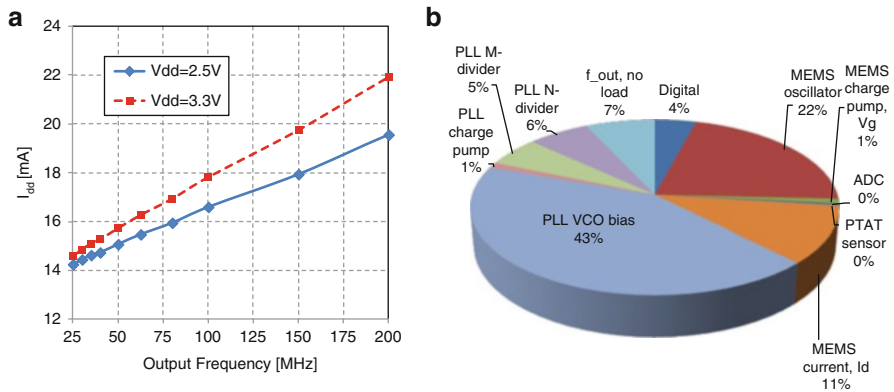 a
24
22
20
18
16
14
12
I_dd [mA]
Vdd=2.5V
Vdd=3.3V
25
50
75
100
125
150
175
200
Output Frequency [MHz]
b
PLL M-
divider
5%
PLL N-
divider
6%
f_out, no
load
7%
Digital
4%
MEMS
oscillator
22%
MEMS
charge
pump,
Vg
1%
ADC
0%
PTAT
sensor
0%
MEMS
current, Id
11%
PLL VCO bias
43%
PLL
charge
pump
1%